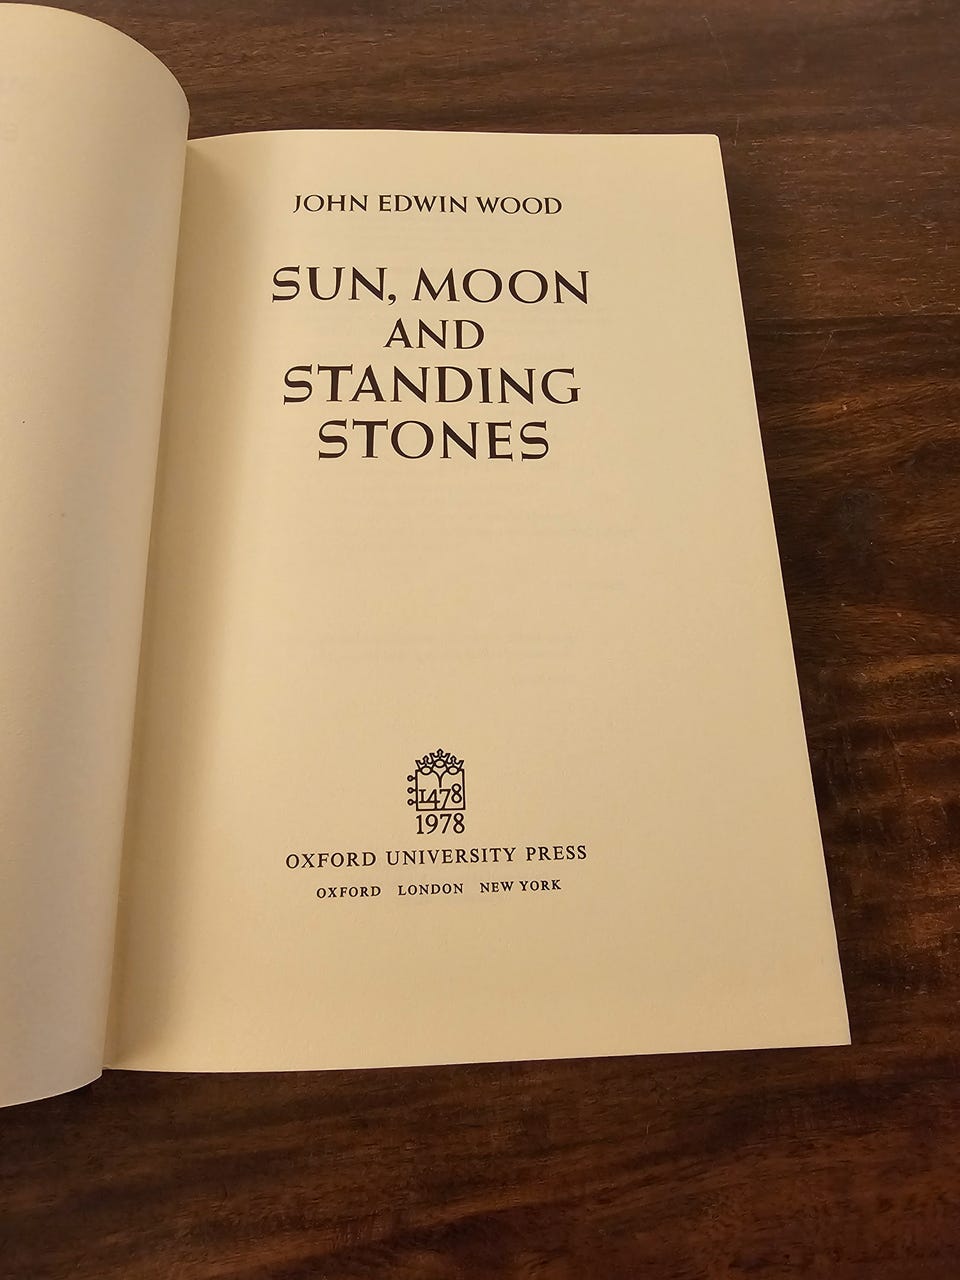 JOHN EDWIN WOOD
SUN, MOON
AND
STANDING
STONES
1478
1978
OXFORD UNIVERSITY PRESS
OXFORD LONDON NEW YORK